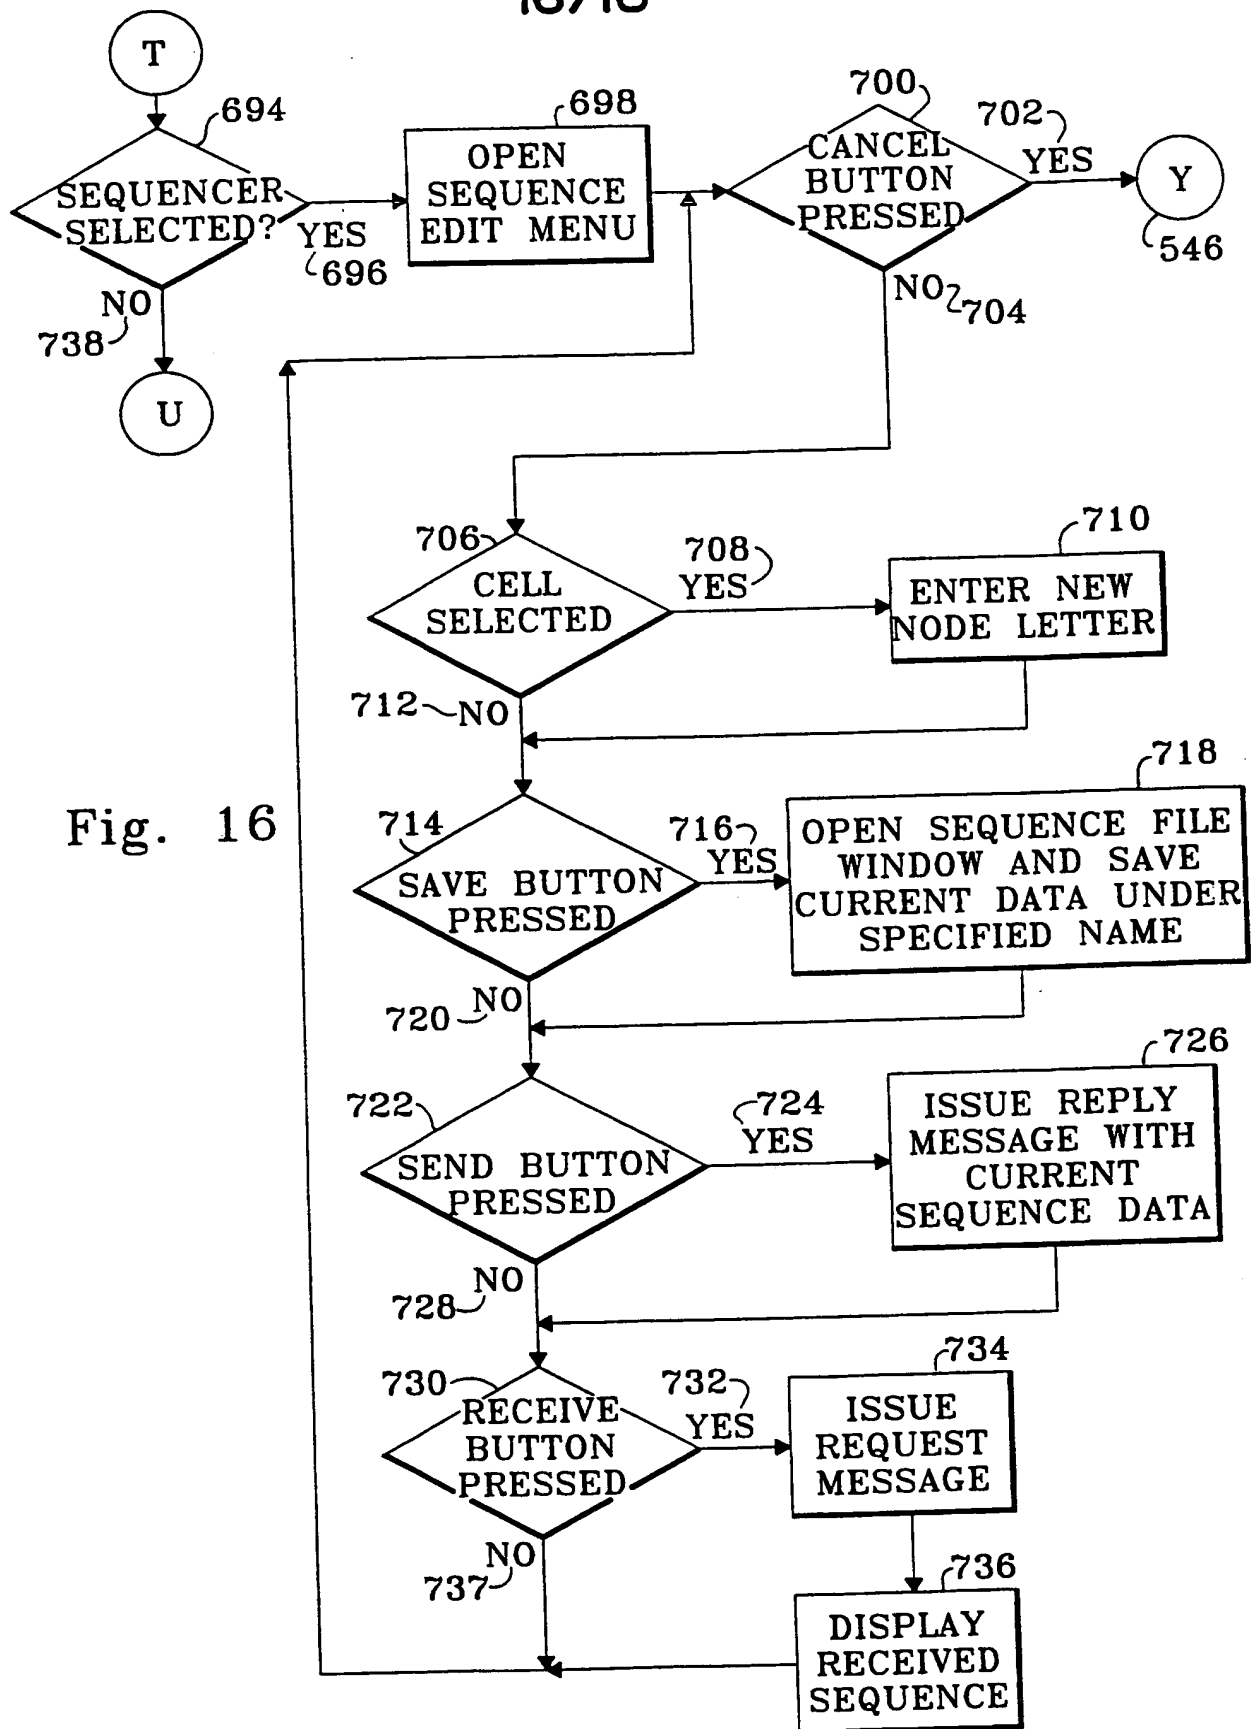 16/16
T
694
SEQUENCER
SELECTED?
YES
696
NO
738
U
698
OPEN
SEQUENCE
EDIT MENU
700
CANCEL
BUTTON
PRESSED
702
YES
Y
546
NO
704
706
CELL
SELECTED
708
YES
710
ENTER NEW
NODE LETTER
712
NO
Fig. 16
714
SAVE BUTTON
PRESSED
716
YES
718
OPEN SEQUENCE FILE
WINDOW AND SAVE
CURRENT DATA UNDER
SPECIFIED NAME
720
NO
722
SEND BUTTON
PRESSED
724
YES
726
ISSUE REPLY
MESSAGE WITH
CURRENT
SEQUENCE DATA
NO
728
730
RECEIVE
BUTTON
PRESSED
732
YES
734
ISSUE
REQUEST
MESSAGE
NO
737
736
DISPLAY
RECEIVED
SEQUENCE